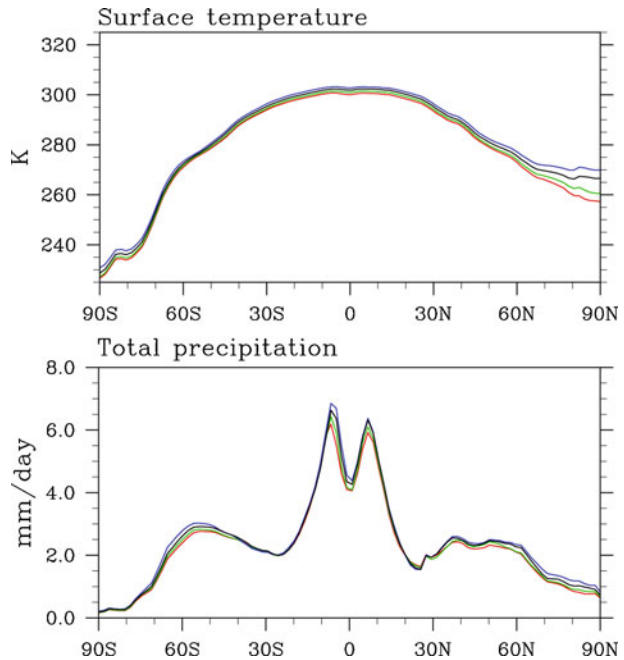 Surface temperature
320
300
280
260
240
K
90S 60S 30S 0 30N 60N 90N
Total precipitation
8.0
6.0
4.0
2.0
0.0
mm/day
90S 60S 30S 0 30N 60N 90N